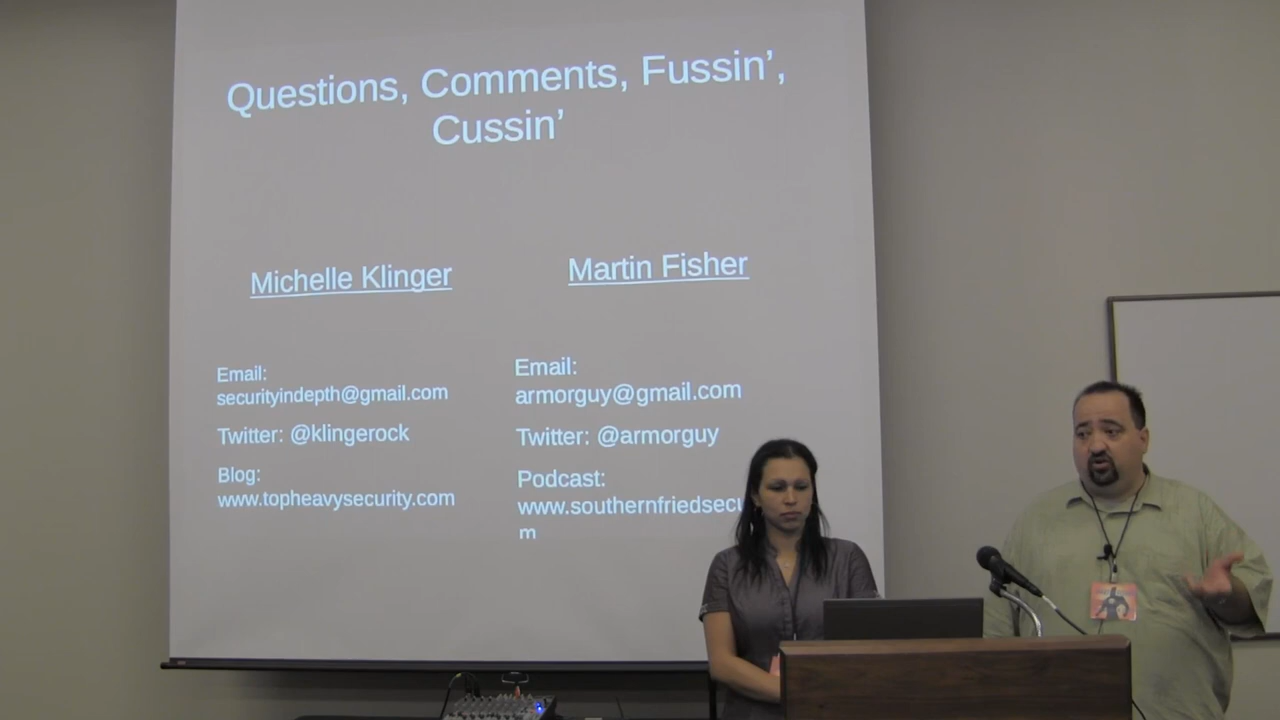 Questions, Comments, Fussin’,
Cussin’
Michelle Klinger
Email:
securityindepth@gmail.com
Twitter: @klingerock
Blog:
www.topheavysecurity.com
Martin Fisher
Email:
armorguy@gmail.com
Twitter: @armorguy
Podcast:
www.southernfriedsecu
m